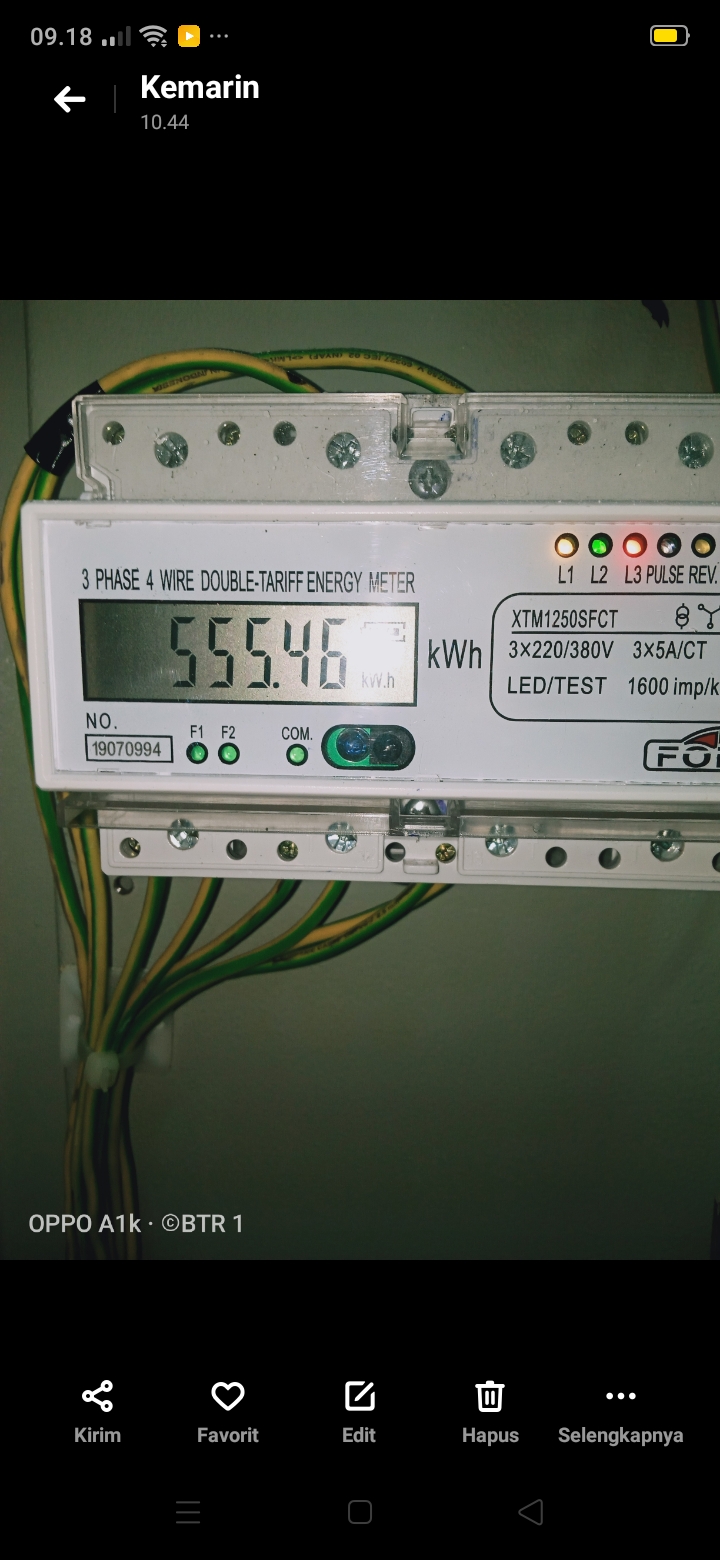 09.18
Kemarin
10.44
3 PHASE 4 WIRE DOUBLE-TARIFF ENERGY METER
L1 L2 L3 PULSE REV.
555.46
kW.h
kWh
XTM1250SFCT
3×220/380V 3×5A/CT
LED/TEST 1600 imp/k
NO.
19070994
F1 F2 COM.
FO
OPPO A1k · ©BTR 1
Kirim Favorit Edit Hapus Selengkapnya